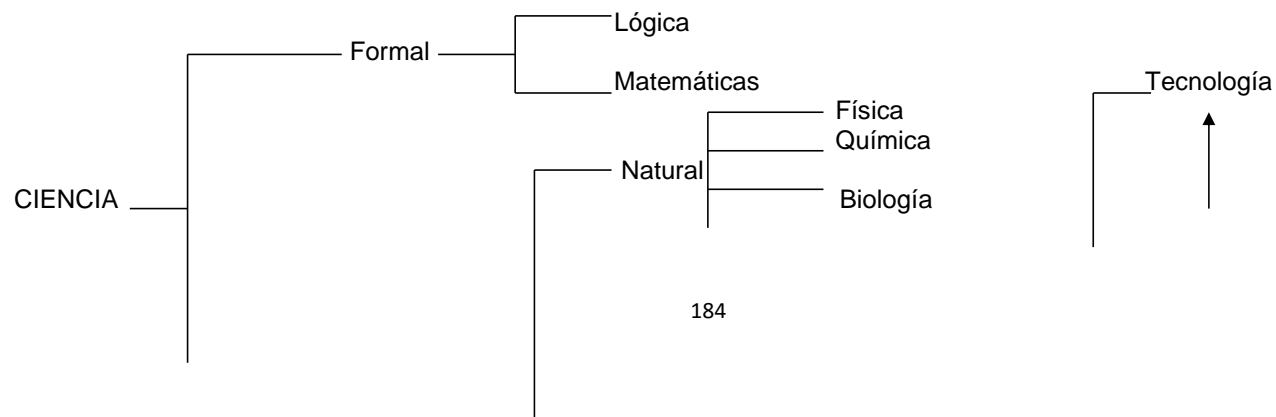 Lógica
Formal
Matemáticas
Tecnología
Física
Química
Natural
CIENCIA
Biología
184